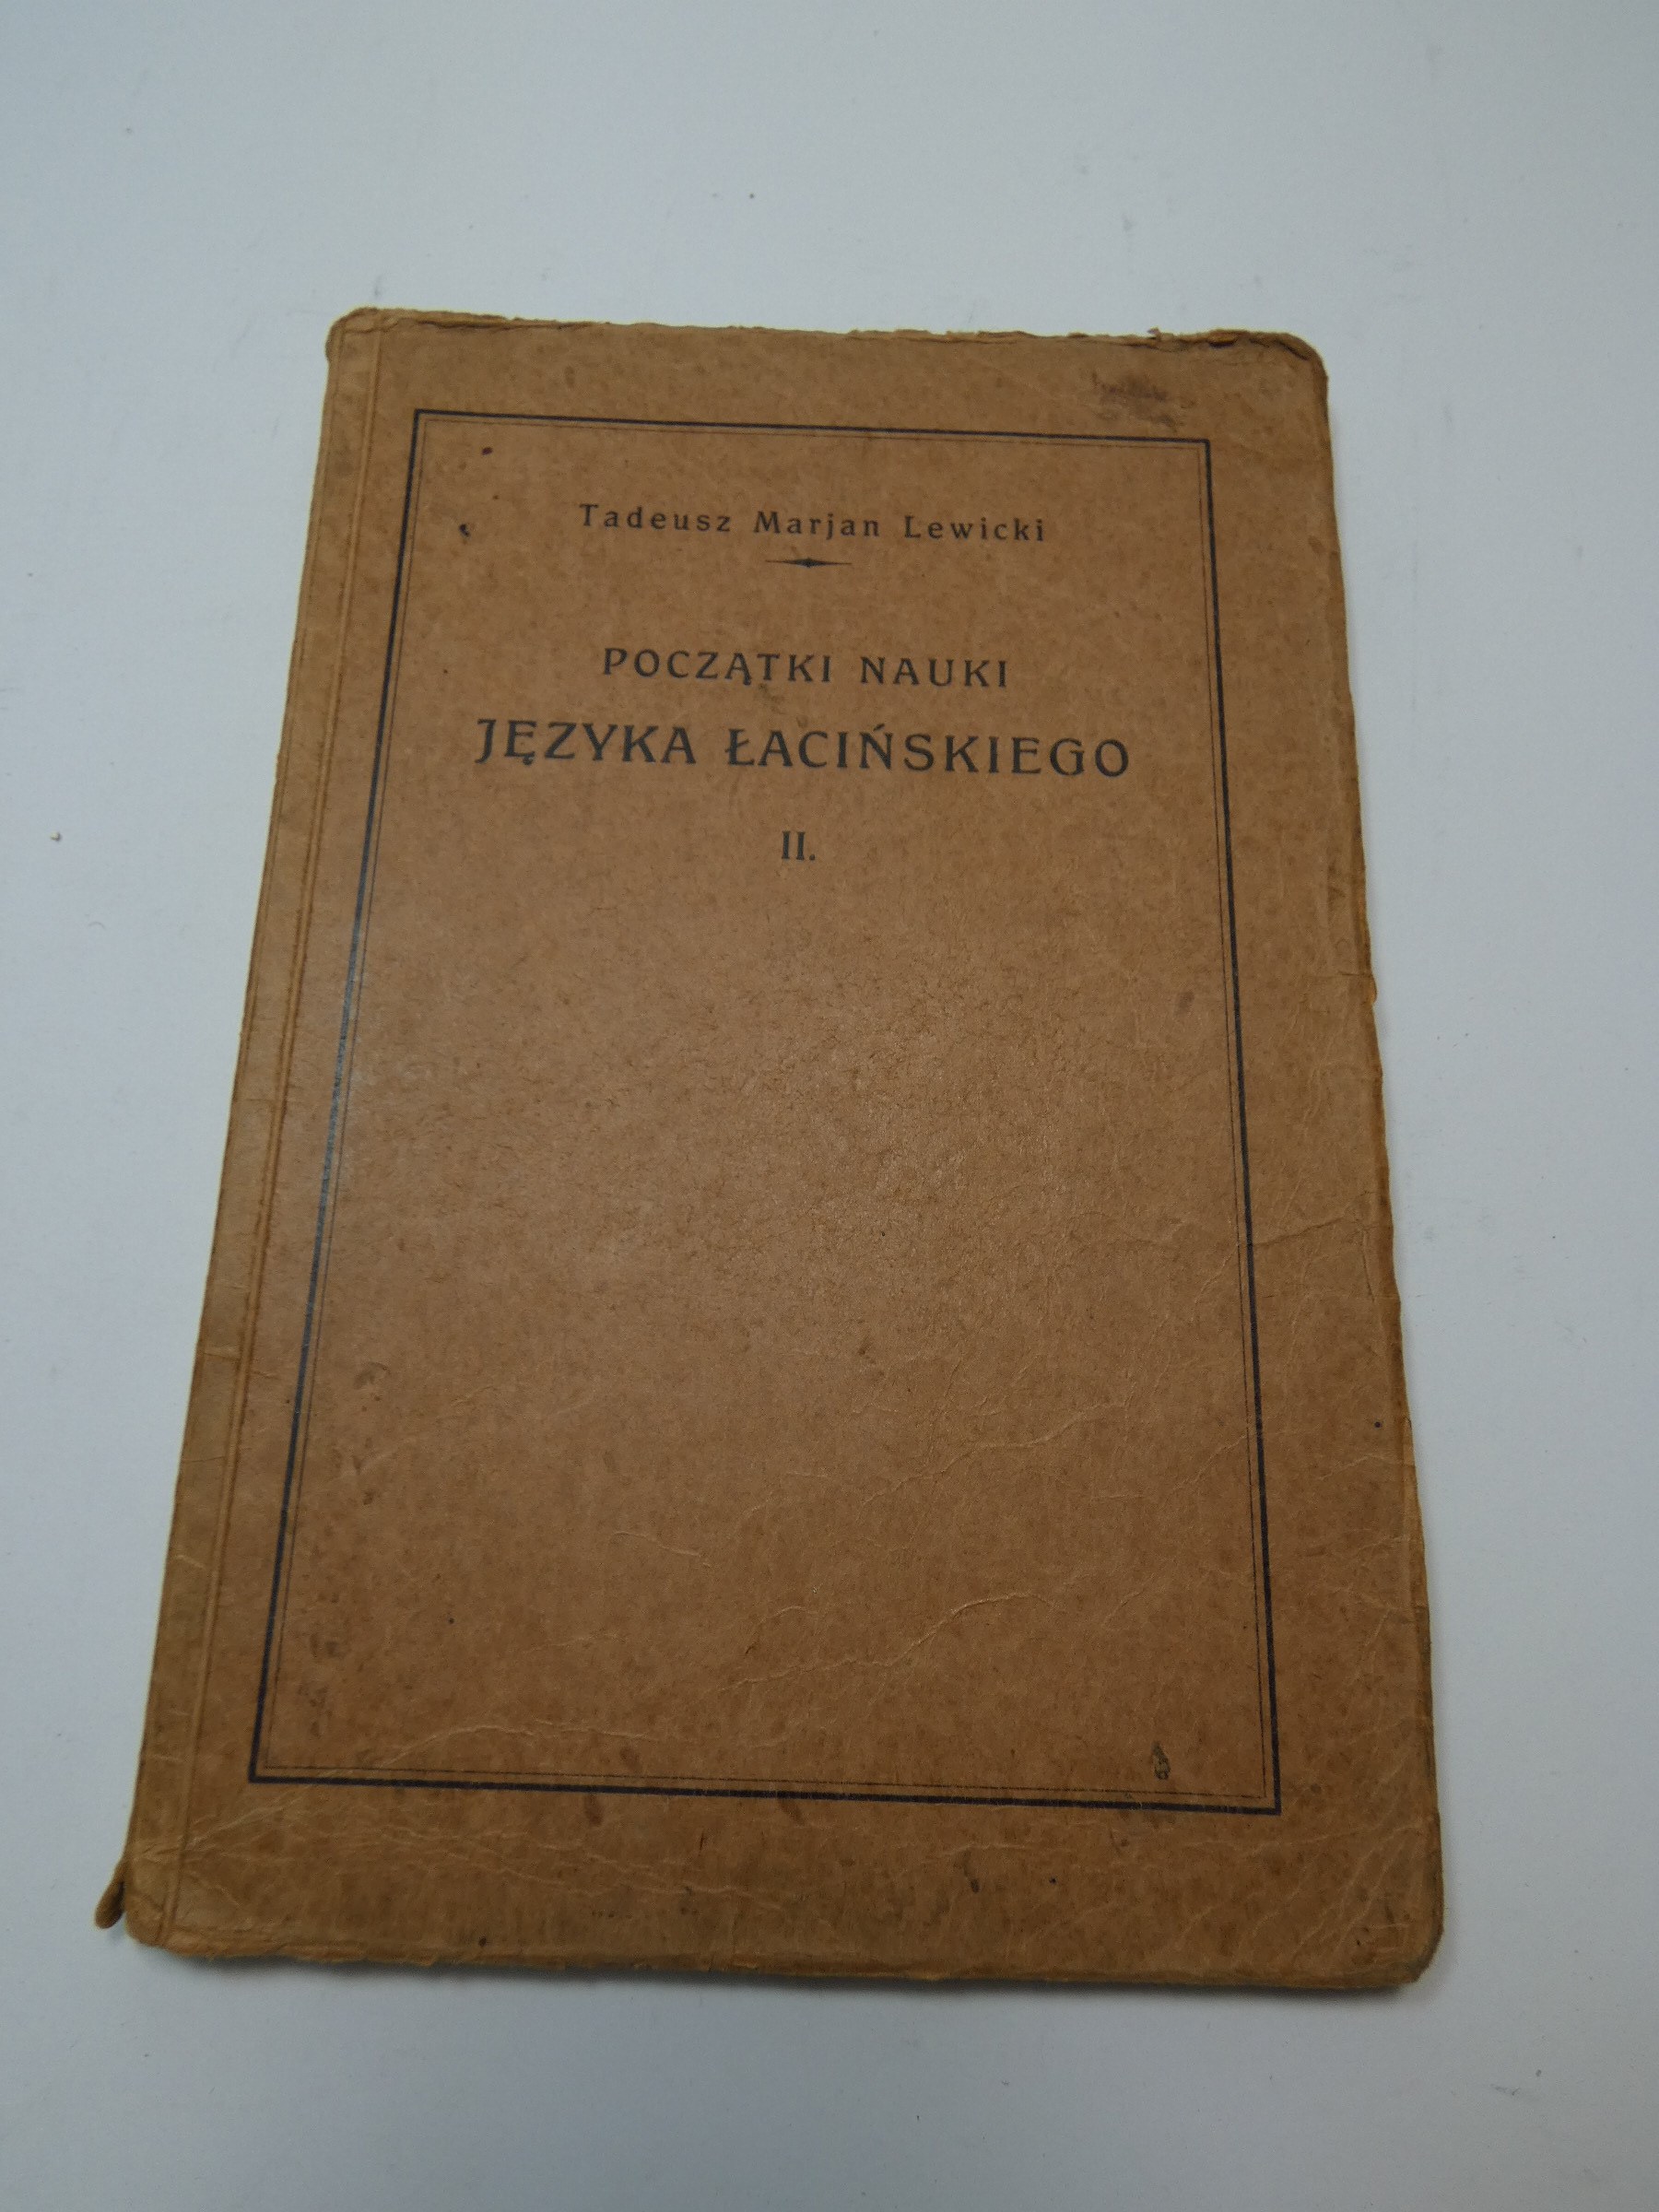 Tadeusz Marjan Lewicki
POCZĄTKI NAUKI
JĘZYKA ŁACIŃSKIEGO
II.